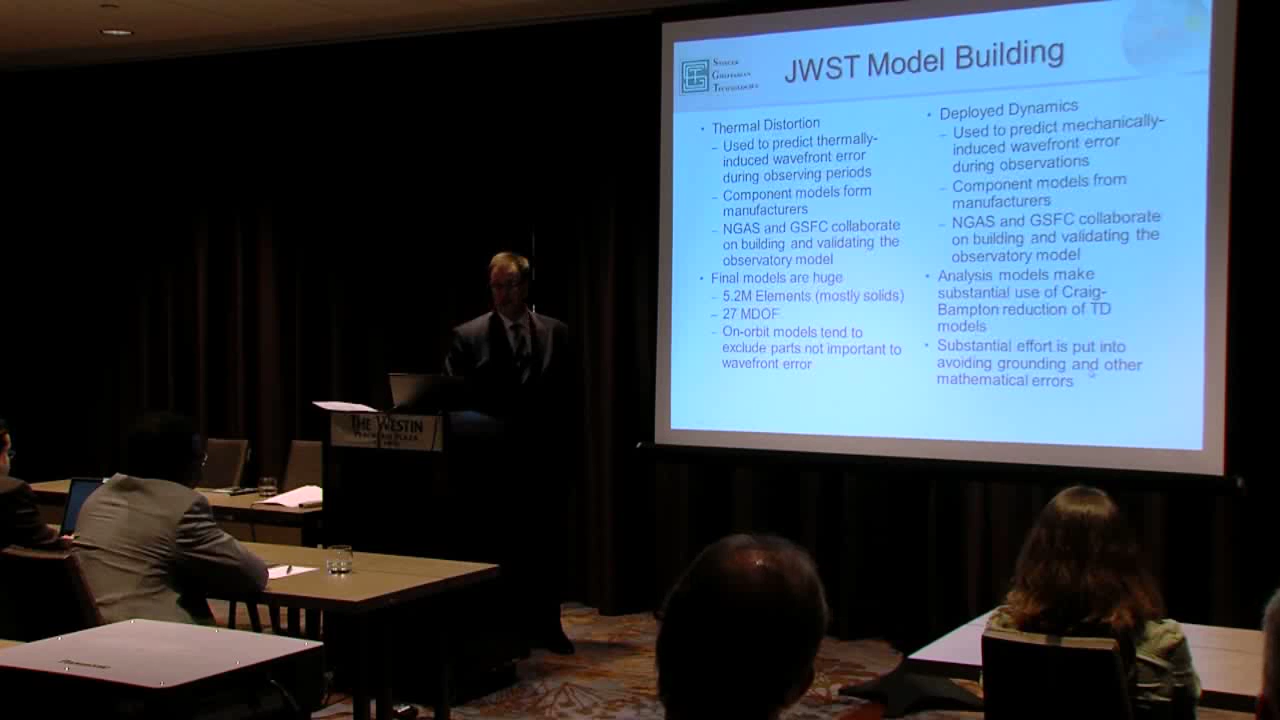 JWST Model Building
STINGER
GHAFFARIAN
TECHNOLOGIES
• Thermal Distortion
– Used to predict thermally-
induced wavefront error
during observing periods
– Component models form
manufacturers
– NGAS and GSFC collaborate
on building and validating the
observatory model
• Final models are huge
– 5.2M Elements (mostly solids)
– 27 MDOF
– On-orbit models tend to
exclude parts not important to
wavefront error
• Deployed Dynamics
– Used to predict mechanically-
induced wavefront error
during observations
– Component models from
manufacturers
– NGAS and GSFC collaborate
on building and validating the
observatory model
• Analysis models make
substantial use of Craig-
Bampton reduction of TD
models
• Substantial effort is put into
avoiding grounding and other
mathematical errors
THE WESTIN
PEACHTREE PLAZA